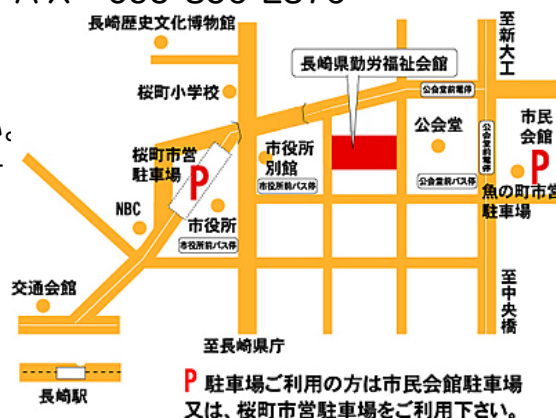 長崎歴史文化博物館
至新大工
長崎県勤労福祉会館
桜町小学校
公会堂前電停
市民会館
公会堂
公会堂前電停
桜町市営駐車場
P
市役所別館
市役所前バス停
公会堂前バス停
P
魚の町市営駐車場
NBC
市役所
市役所前バス停
交通会館
至中央橋
至長崎県庁
長崎駅
P 駐車場ご利用の方は市民会館駐車場
又は、桜町市営駐車場をご利用下さい。